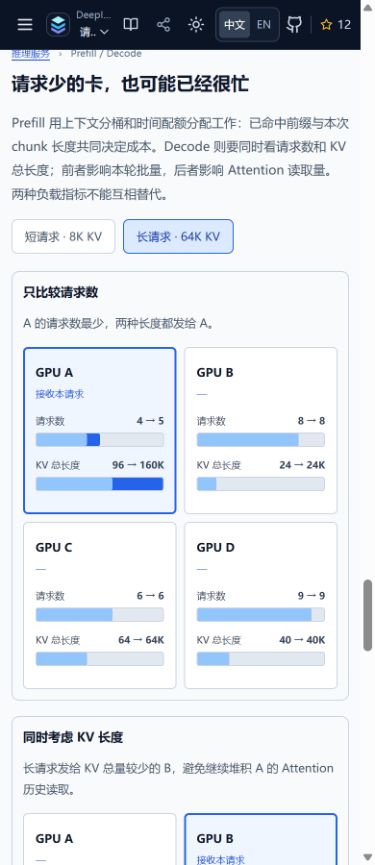 Deepl...
请..
中文
EN
12
推理服务 › Prefill / Decode
请求少的卡，也可能已经很忙
Prefill 用上下文分桶和时间配额分配工作：已命中前缀与本次
chunk 长度共同决定成本。Decode 则要同时看请求数和 KV
总长度；前者影响本轮批量，后者影响 Attention 读取量。
两种负载指标不能互相替代。
短请求 · 8K KV
长请求 · 64K KV
只比较请求数
A 的请求数最少，两种长度都发给 A。
GPU A
接收本请求
请求数 4 → 5
KV 总长度 96 → 160K
GPU B
—
请求数 8 → 8
KV 总长度 24 → 24K
GPU C
—
请求数 6 → 6
KV 总长度 64 → 64K
GPU D
—
请求数 9 → 9
KV 总长度 40 → 40K
同时考虑 KV 长度
长请求发给 KV 总量较少的 B，避免继续堆积 A 的 Attention
历史读取。
GPU A
—
GPU B
接收本请求